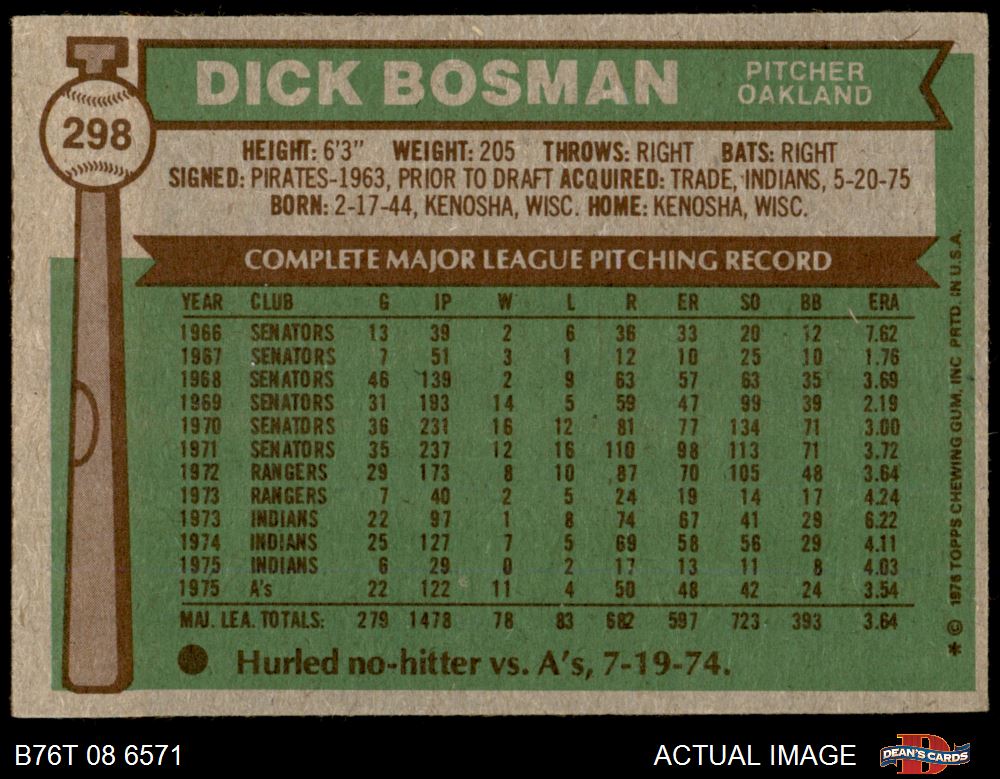 T
DICK BOSMAN
PITCHER
OAKLAND
298
HEIGHT: 6'3" WEIGHT: 205 THROWS: RIGHT BATS: RIGHT
SIGNED: PIRATES-1963, PRIOR TO DRAFT ACQUIRED: TRADE, INDIANS, 5-20-75
BORN: 2-17-44, KENOSHA, WISC. HOME: KENOSHA, WISC.
COMPLETE MAJOR LEAGUE PITCHING RECORD
YEAR CLUB G IP W L R ER SO BB ERA
1966 SENATORS 13 39 2 6 36 33 20 12 7.62
1967 SENATORS 7 51 3 1 12 10 25 10 1.76
1968 SENATORS 46 139 2 9 63 57 63 35 3.69
1969 SENATORS 31 193 14 5 59 47 99 39 2.19
1970 SENATORS 36 231 16 12 81 77 134 71 3.00
1971 SENATORS 35 237 12 16 110 98 113 71 3.72
1972 RANGERS 29 173 8 10 87 70 105 48 3.64
1973 RANGERS 7 40 2 5 24 19 14 17 4.24
1973 INDIANS 22 97 1 8 74 67 41 29 6.22
1974 INDIANS 25 127 7 5 69 58 56 29 4.11
1975 INDIANS 6 29 0 2 17 13 11 8 4.03
1975 A's 22 122 11 4 50 48 42 24 3.54
MAJ. LEA. TOTALS: 279 1478 78 83 682 597 723 393 3.64
Hurled no-hitter vs. A's, 7-19-74.
* © 1976 TOPPS CHEWING GUM, INC. PRTD. IN U.S.A.
B76T 08 6571
ACTUAL IMAGE
D
DEAN'S CARDS